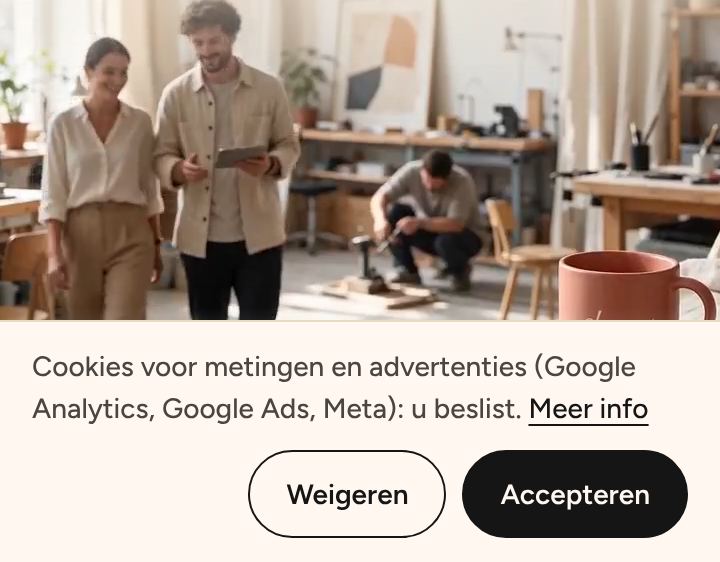 Cookies voor metingen en advertenties (Google
Analytics, Google Ads, Meta): u beslist. Meer info
Weigeren
Accepteren